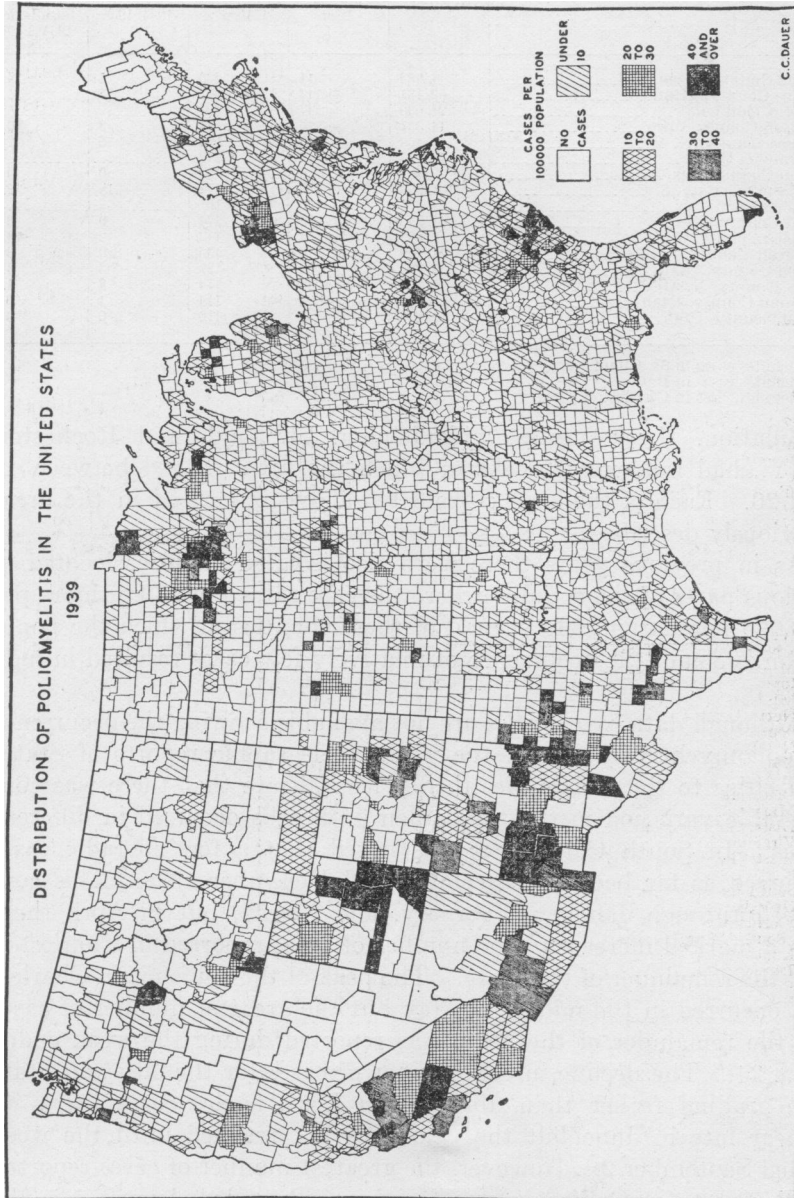 DISTRIBUTION OF POLIOMYELITIS IN THE UNITED STATES
1939
CASES PER
100000 POPULATION
NO
CASES
UNDER
10
10
TO
20
20
TO
30
30
TO
40
40
AND
OVER
C.C.DAUER